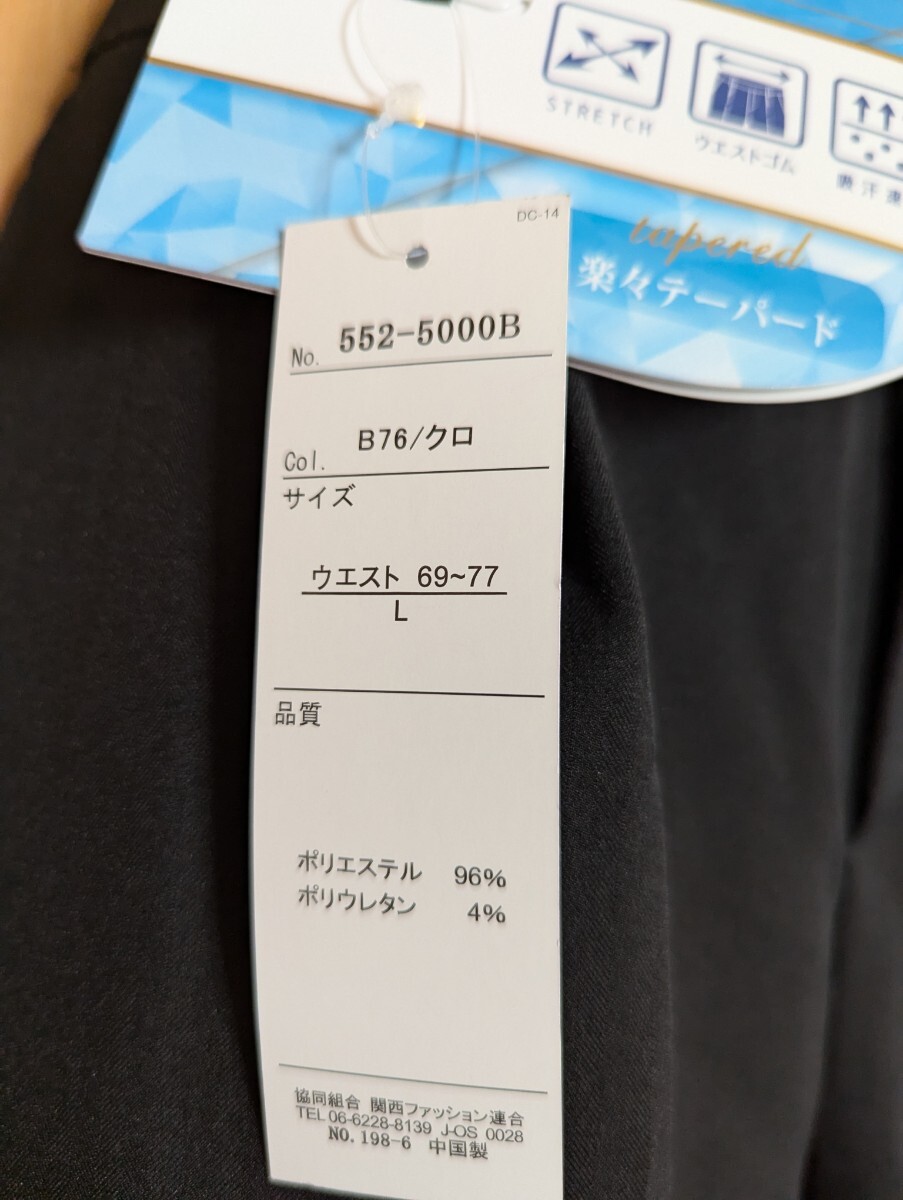 STRETCH
ウエストゴム
吸汗速
tapered
楽々テーパード
DC-14
No. 552-5000B
Col. B76/クロ
サイズ
ウエスト 69~77
L
品質
ポリエステル 96%
ポリウレタン 4%
協同組合 関西ファッション連合
TEL 06-6228-8139 J-OS 0028
NO.198-6 中国製